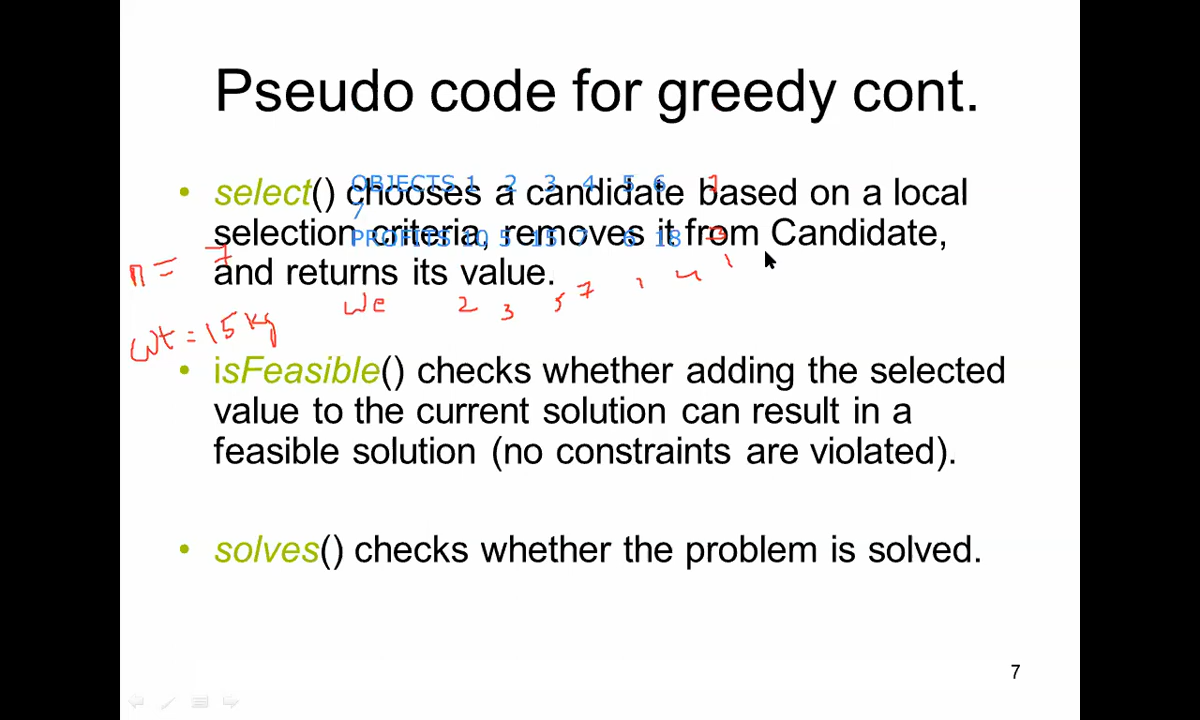 Pseudo code for greedy cont.
• select() chooses a candidate based on a local
OBJECTS 1 2 3 4 5 6 7
7
selection criteria, removes it from Candidate,
PROFITS 10 5 15 7 6 18 3
n = 7
and returns its value.
We 2 3 5 7 1 4 1
wt = 15 kg
• isFeasible() checks whether adding the selected
value to the current solution can result in a
feasible solution (no constraints are violated).
• solves() checks whether the problem is solved.
7